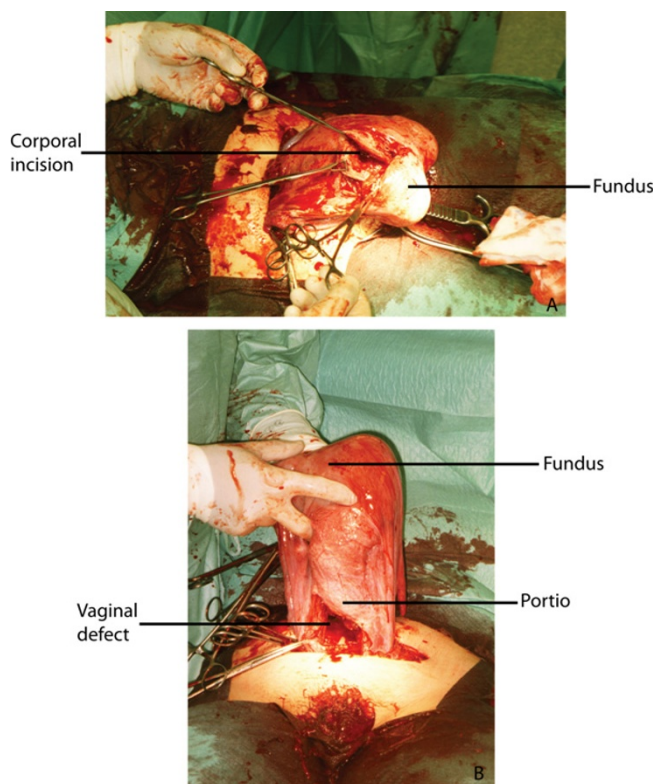 Corporal
incision
Fundus
A
Fundus
Portio
Vaginal
defect
B